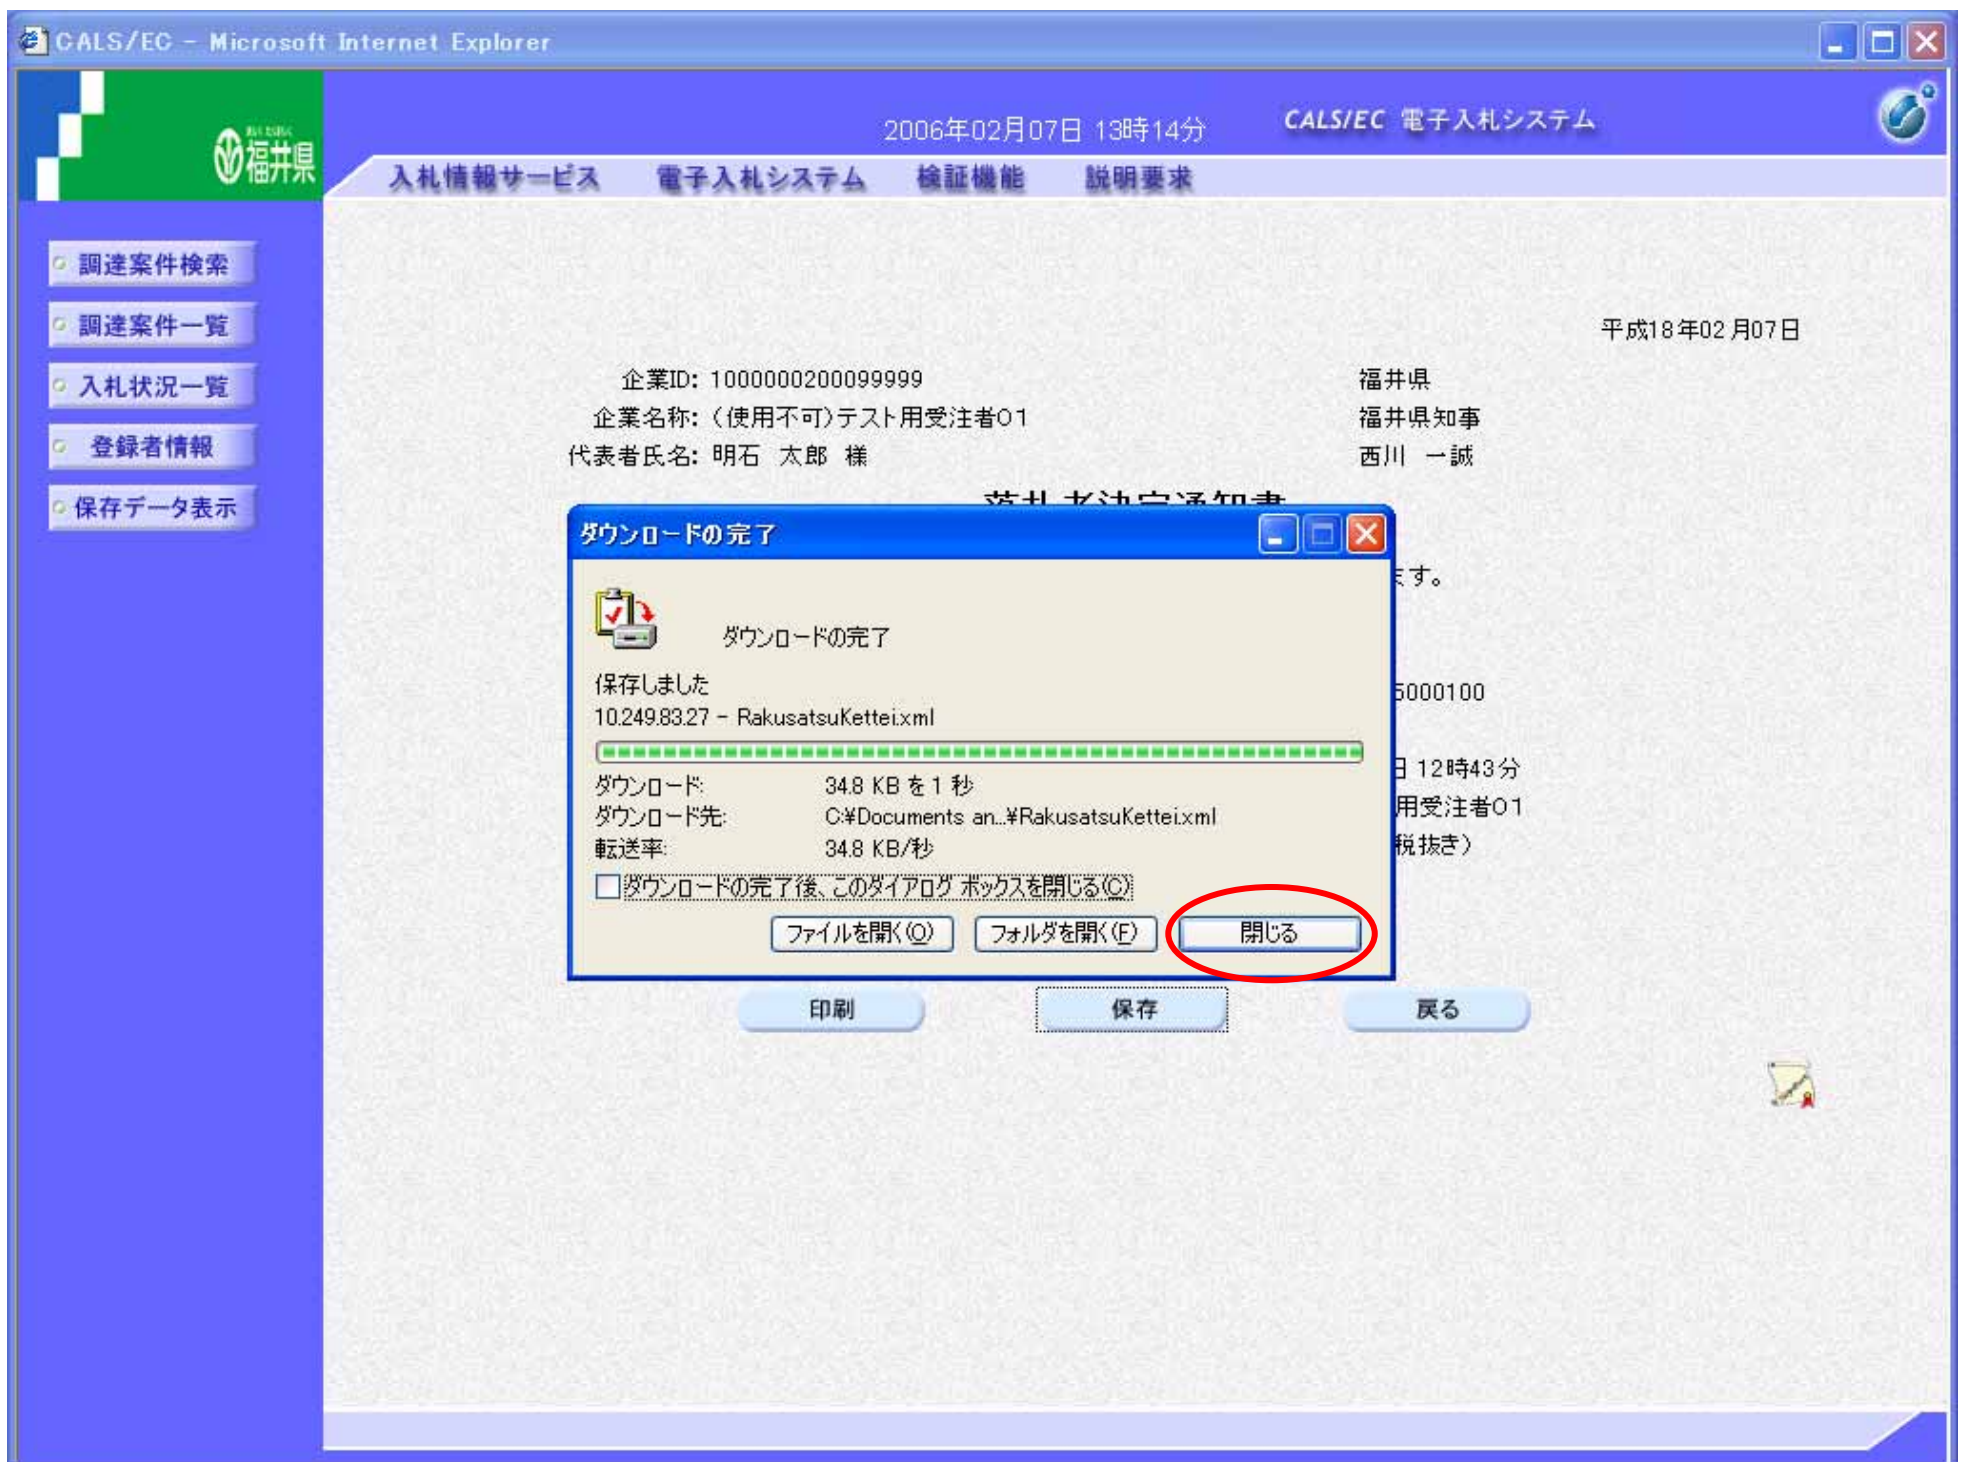 CALS/EC - Microsoft Internet Explorer
福井県
2006年02月07日 13時14分
CALS/EC 電子入札システム
入札情報サービス 電子入札システム 検証機能 説明要求
調達案件検索
調達案件一覧
入札状況一覧
登録者情報
保存データ表示
平成18年02月07日
企業ID: 1000000200099999
福井県
企業名称:（使用不可）テスト用受注者01
福井県知事
代表者氏名: 明石 太郎 様
西川 一誠
落札者決定通知書
ダウンロードの完了
ます。
ダウンロードの完了
保存しました
10.249.83.27 - RakusatsuKettei.xml
5000100
ダウンロード: 34.8 KB を 1 秒
日 12時43分
ダウンロード先: C:¥Documents an...¥RakusatsuKettei.xml
用受注者01
転送率: 34.8 KB/秒
税抜き）
ダウンロードの完了後、このダイアログ ボックスを閉じる(C)
ファイルを開く(O) フォルダを開く(F) 閉じる
印刷 保存 戻る